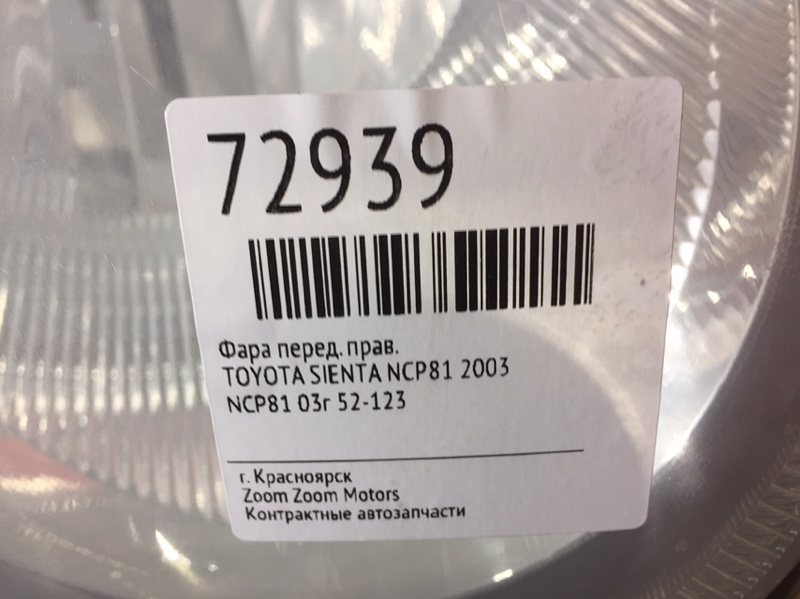 72939
Фара перед. прав.
TOYOTA SIENTA NCP81 2003
NCP81 03г 52-123
г. Красноярск
Zoom Zoom Motors
Контрактные автозапчасти